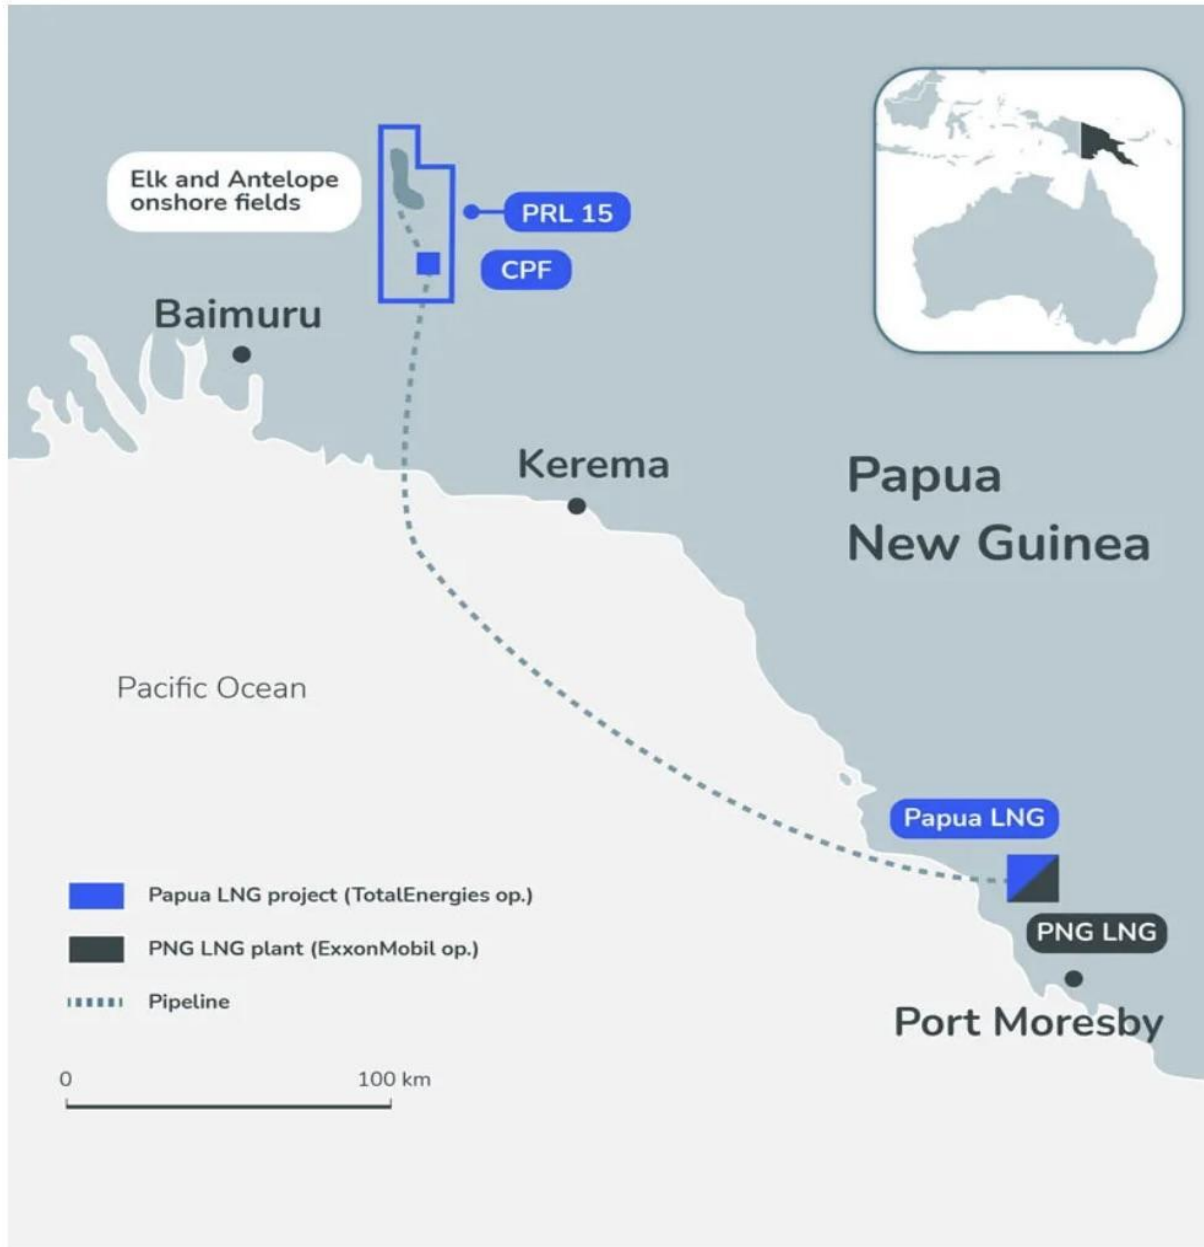 Elk and Antelope
onshore fields
PRL 15
CPF
Baimuru
Kerema
Papua
New Guinea
Pacific Ocean
Papua LNG
PNG LNG
Port Moresby
Papua LNG project (TotalEnergies op.)
PNG LNG plant (ExxonMobil op.)
Pipeline
0 100 km